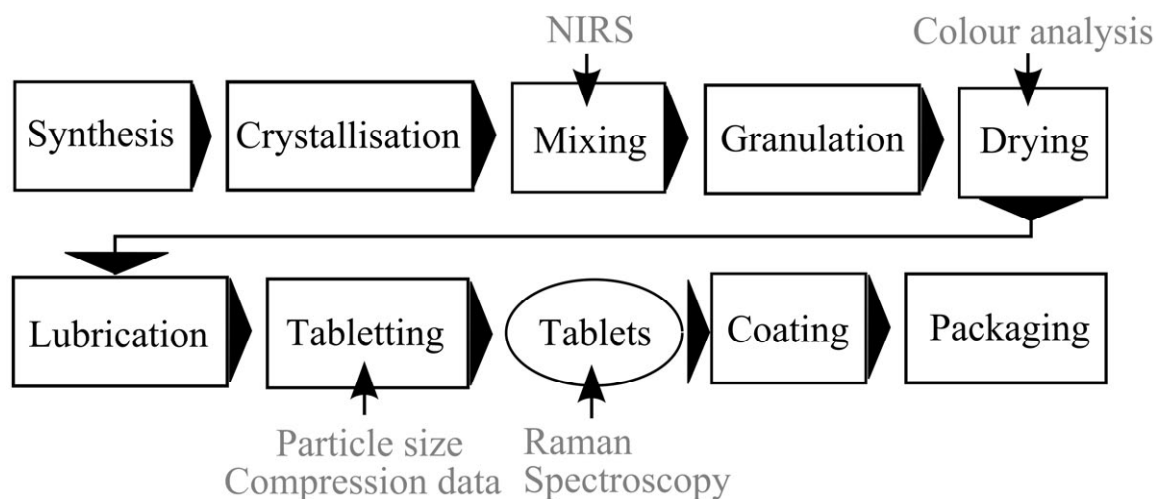 NIRS
Colour analysis
Synthesis
Crystallisation
Mixing
Granulation
Drying
Lubrication
Tabletting
Tablets
Coating
Packaging
Particle size
Compression data
Raman
Spectroscopy